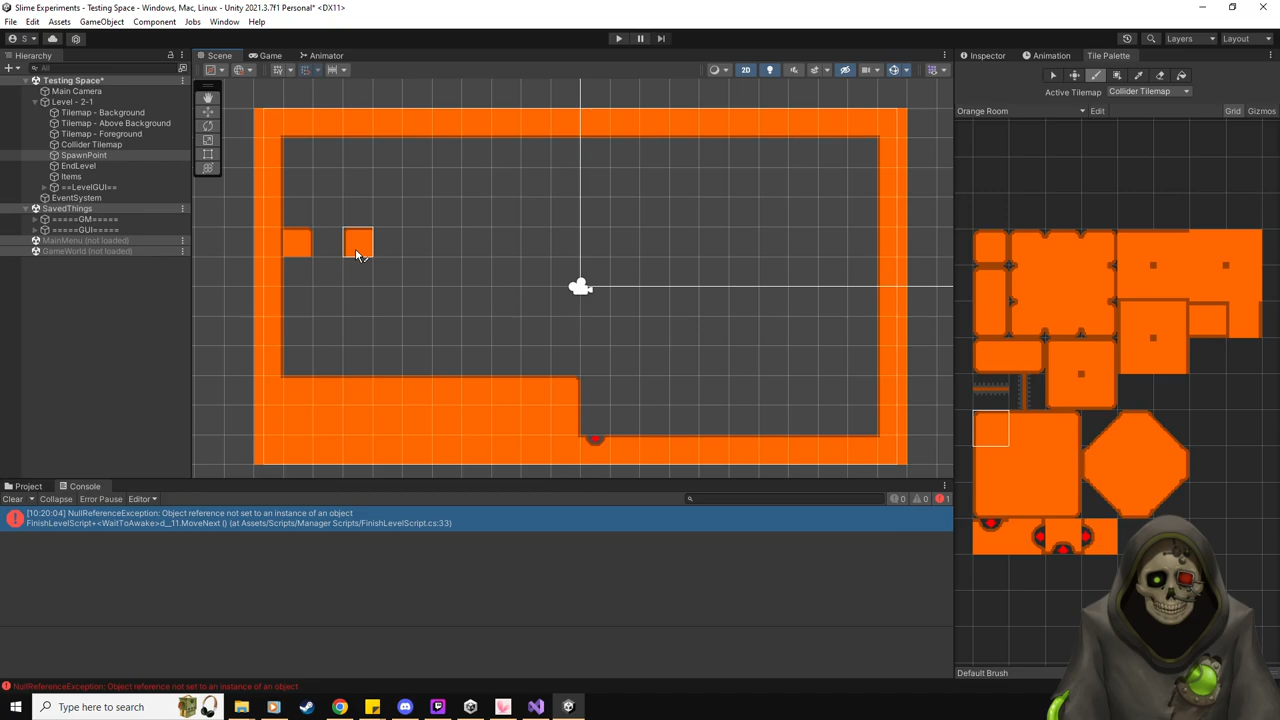 Slime Experiments - Testing Space - Windows, Mac, Linux - Unity 2021.3.7f1 Personal* <DX11>
File Edit Assets GameObject Component Jobs Window Help
S
Layers Layout
Hierarchy
Scene Game Animator
Inspector Animation Tile Palette
All
2D
Testing Space*
Main Camera
Level - 2-1
Tilemap - Background
Tilemap - Above Background
Tilemap - Foreground
Collider Tilemap
SpawnPoint
EndLevel
Items
==LevelGUI==
EventSystem
SavedThings
=====GM=====
=====GUI=====
MainMenu (not loaded)
GameWorld (not loaded)
Active Tilemap Collider Tilemap
Orange Room Edit Grid Gizmos
Project Console
Clear Collapse Error Pause Editor
0 0 1
[10:20:04] NullReferenceException: Object reference not set to an instance of an object
FinishLevelScript+<WaitToAwake>d__11.MoveNext () (at Assets/Scripts/Manager Scripts/FinishLevelScript.cs:33)
Default Brush
NullReferenceException: Object reference not set to an instance of an object
Type here to search